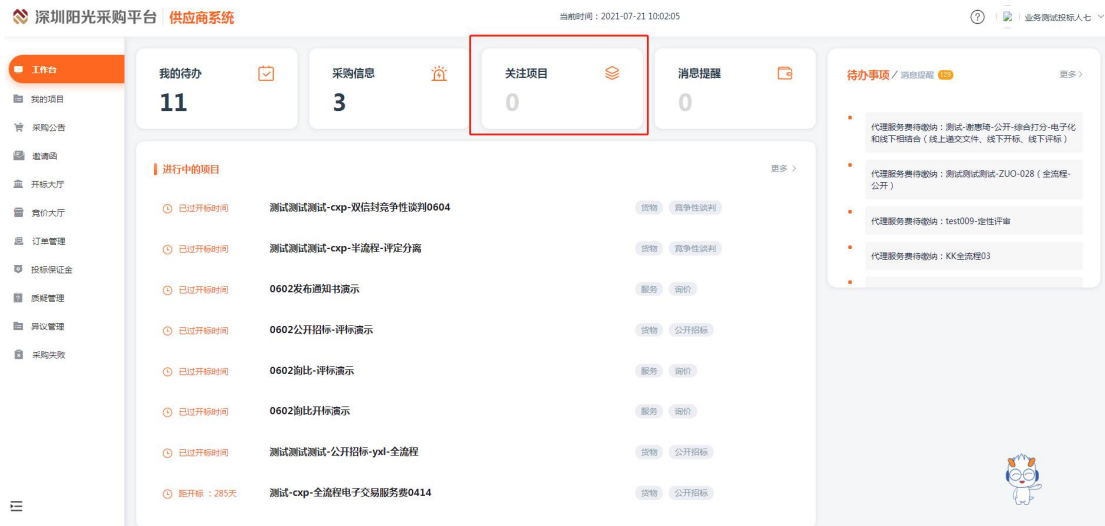 深圳阳光采购平台 供应商系统
当前时间：2021-07-21 10:02:05
业务测试投标人七
工作台
我的项目
采购公告
邀请函
开标大厅
竞价大厅
订单管理
投标保证金
质疑管理
异议管理
采购失败
我的待办
11
采购信息
3
关注项目
0
消息提醒
0
进行中的项目
更多 >
已过开标时间 测试测试测试-cxp-双信封竞争性谈判0604 货物 竞争性谈判
已过开标时间 测试测试测试-cxp-半流程-评定分离 货物 竞争性谈判
已过开标时间 0602发布通知书演示 服务 询价
已过开标时间 0602公开招标-评标演示 货物 公开招标
已过开标时间 0602询比-评标演示 服务 询价
已过开标时间 0602询比开标演示 服务 询价
已过开标时间 测试测试测试-公开招标-yxl-全流程 货物 公开招标
距开标 ：285天 测试-cxp-全流程电子交易服务费0414 货物 公开招标
待办事项 / 消息提醒 129
更多 >
代理服务费待缴纳：测试-谢惠琦-公开-综合打分-电子化
和线下相结合（线上递交文件、线下开标、线下评标）
代理服务费待缴纳：测试测试测试-ZUO-028（全流程-
公开）
代理服务费待缴纳：test009-定性评审
代理服务费待缴纳：KK全流程03